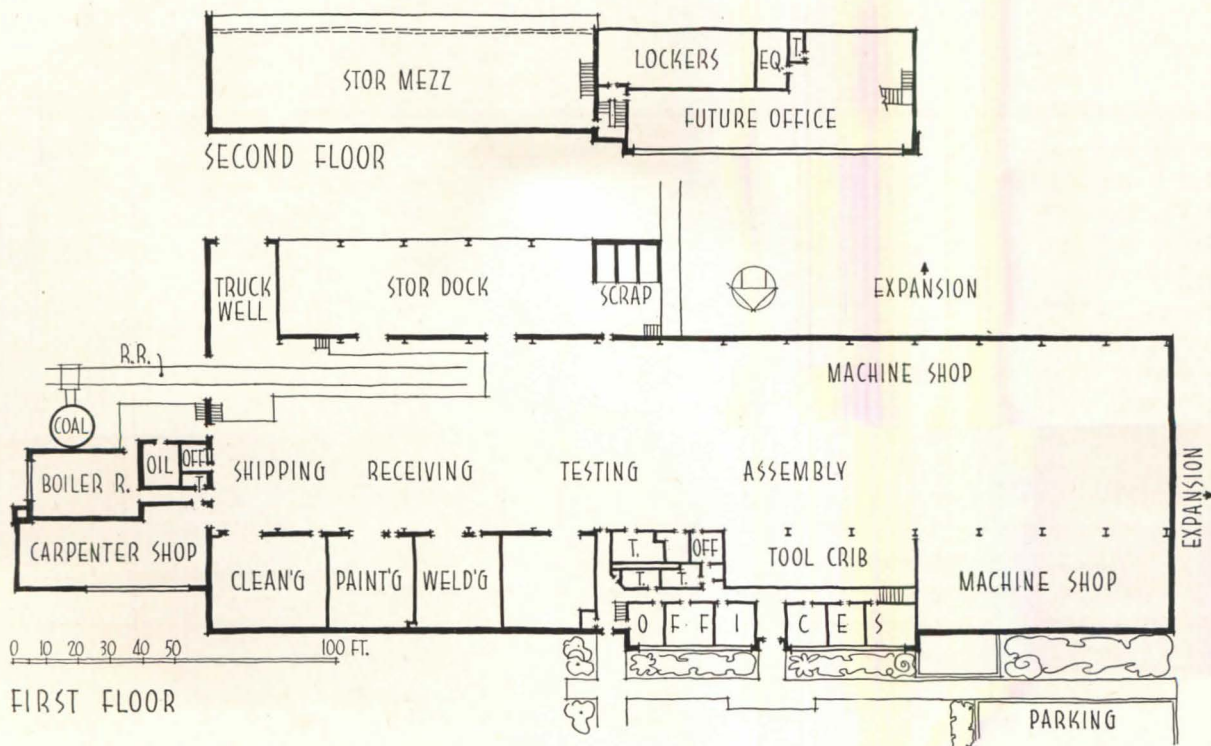 STOR MEZZ
LOCKERS
EQ.
T.
FUTURE OFFICE
SECOND FLOOR
TRUCK
WELL
STOR DOCK
SCRAP
EXPANSION
R.R.
MACHINE SHOP
COAL
OIL
OFF
T.
BOILER R.
SHIPPING
RECEIVING
TESTING
ASSEMBLY
EXPANSION
CARPENTER SHOP
CLEAN'G
PAINT'G
WELD'G
T.
OFF
T.
T.
TOOL CRIB
MACHINE SHOP
O F F I C E S
0 10 20 30 40 50 100 FT.
FIRST FLOOR
PARKING